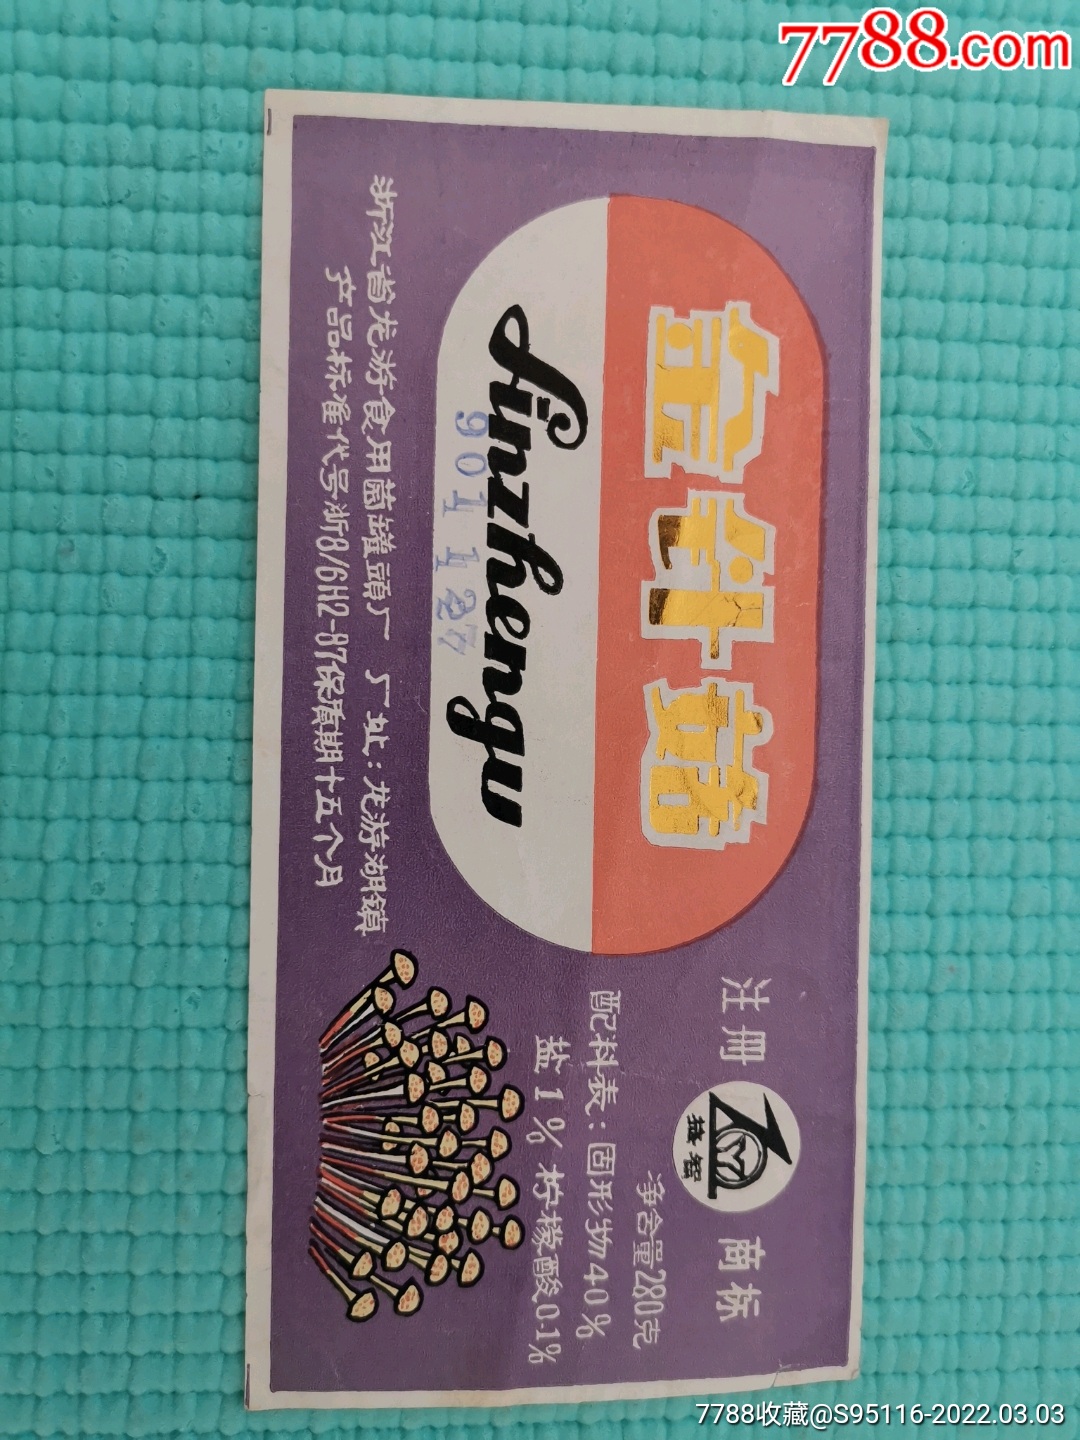 7788.com
金针菇
Jinzhengu
901127
注册
益智
商标
净含量280克
配料表：固形物40%
盐1% 柠檬酸0.1%
浙江省龙游食用菌罐頭厂 厂址：龙游湖镇
产品标准代号浙B/6H2-87保质期十五个月
7788收藏@S95116-2022.03.03